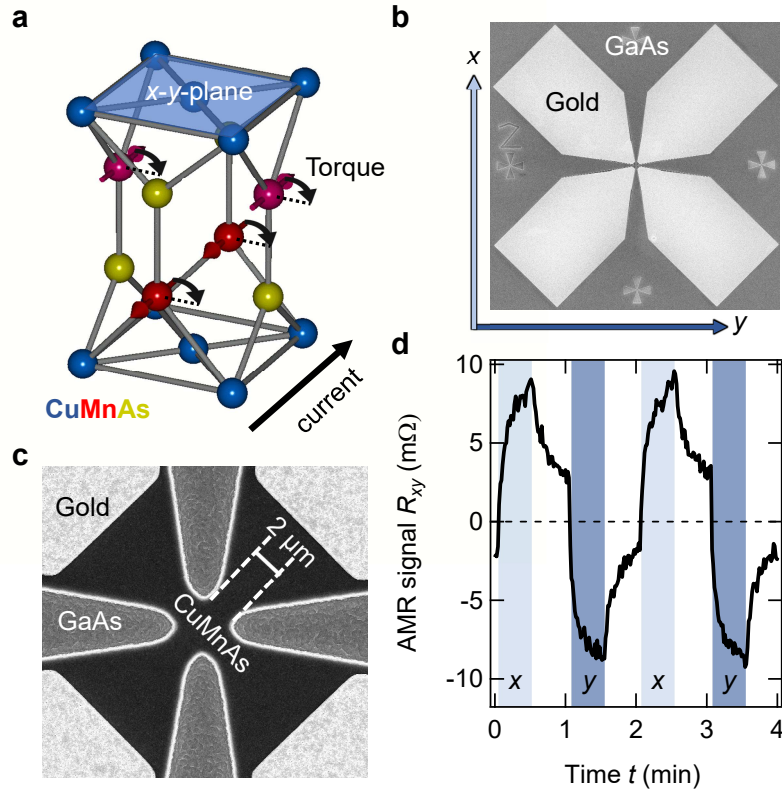 a
x-y-plane
Torque
CuMnAs
current
b
x
GaAs
Gold
y
c
Gold
2 μm
GaAs
CuMnAs
d
AMR signal Rxy (mΩ)
10
5
0
-5
-10
x
y
x
y
0
1
2
3
4
Time t (min)